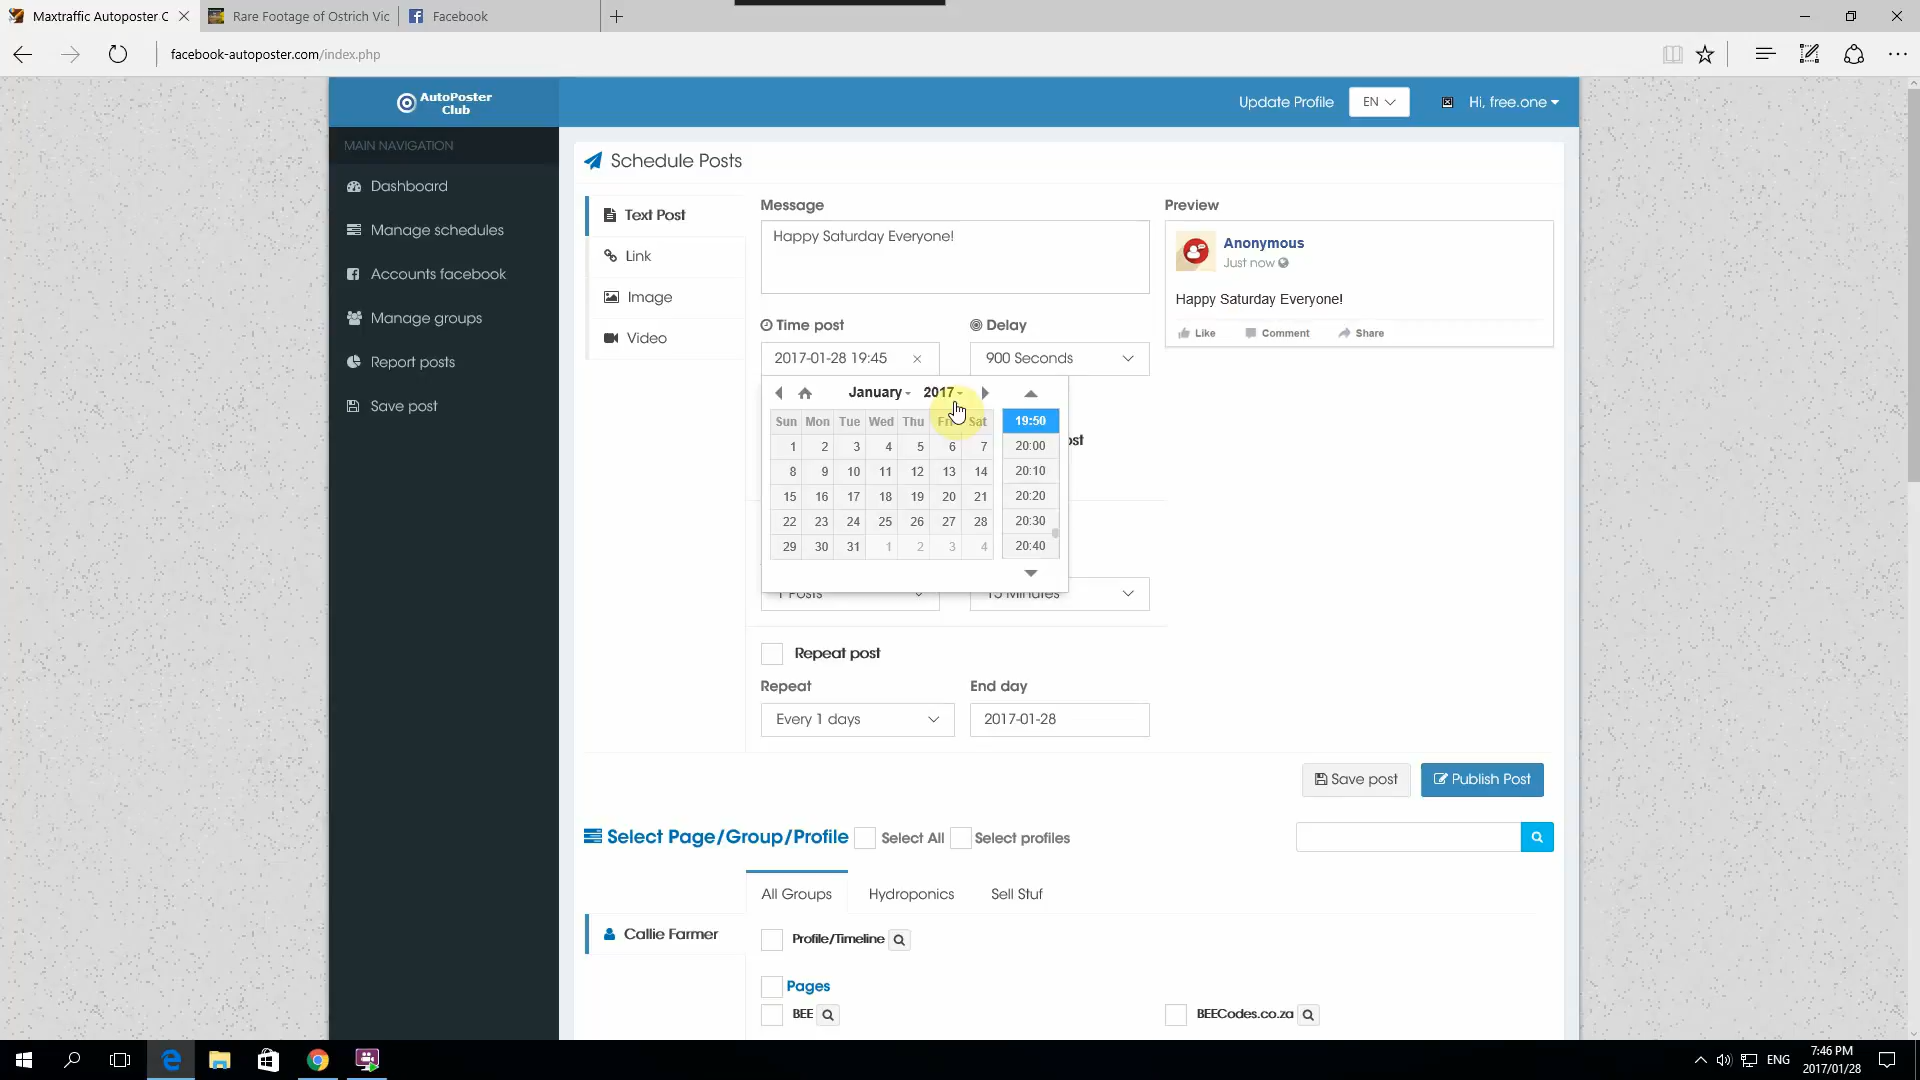 Maxtraffic Autoposter C
Rare Footage of Ostrich Vic
Facebook
facebook-autoposter.com/index.php
AutoPoster
Club
Update Profile
EN
Hi, free.one
MAIN NAVIGATION
Dashboard
Manage schedules
Accounts facebook
Manage groups
Report posts
Save post
Schedule Posts
Text Post
Link
Image
Video
Message
Happy Saturday Everyone!
Preview
Anonymous
Just now
Happy Saturday Everyone!
Like Comment Share
Time post
Delay
2017-01-28 19:45 ×
900 Seconds
January 2017
Sun Mon Tue Wed Thu Fri Sat
1 2 3 4 5 6 7
8 9 10 11 12 13 14
15 16 17 18 19 20 21
22 23 24 25 26 27 28
29 30 31 1 2 3 4
19:50
20:00
20:10
20:20
20:30
20:40
ost
1 Posts
15 Minutes
Repeat post
Repeat
End day
Every 1 days
2017-01-28
Save post
Publish Post
Select Page/Group/Profile
Select All
Select profiles
All Groups
Hydroponics
Sell Stuf
Callie Farmer
Profile/Timeline
Pages
BEE
BEECodes.co.za
ENG
7:46 PM
2017/01/28